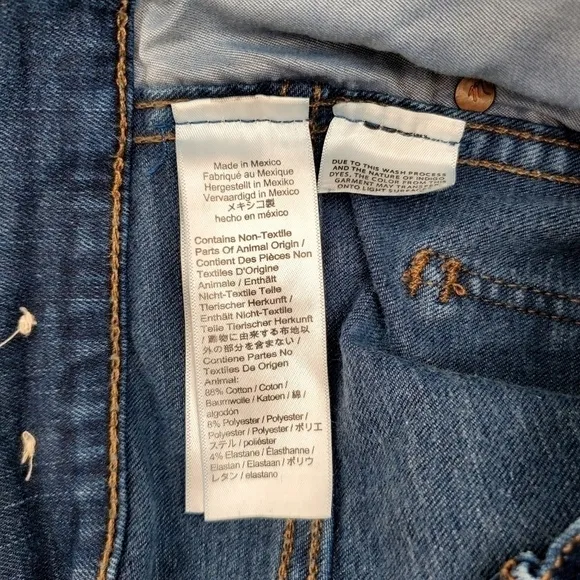 Made in Mexico
Fabriqué au Mexique
Hergestellt in Mexiko
Vervaardigd in Mexico
メキシコ製
hecho en méxico
Contains Non-Textile
Parts Of Animal Origin /
Contient Des Pièces Non
Textiles D'Origine
Animale / Enthält
Nicht-Textile Teile
Tierischer Herkunft /
Enthält Nicht-Textile
Teile Tierischer Herkunft
/ 動物に由来する布地以
外の部分を含まない /
Contiene Partes No
Textiles De Origen
Animal:
88% Cotton / Coton /
Baumwolle / Katoen / 綿 /
algodón
8% Polyester / Polyester /
Polyester / Polyester / ポリエ
ステル / poliéster
4% Elastane / Élasthanne /
Elastan / Elastaan / ポリウ
レタン / elastano
DUE TO THIS WASH PROCESS
AND THE NATURE OF INDIGO
DYES, THE COLOR FROM THIS
GARMENT MAY TRANSFER
ONTO LIGHT